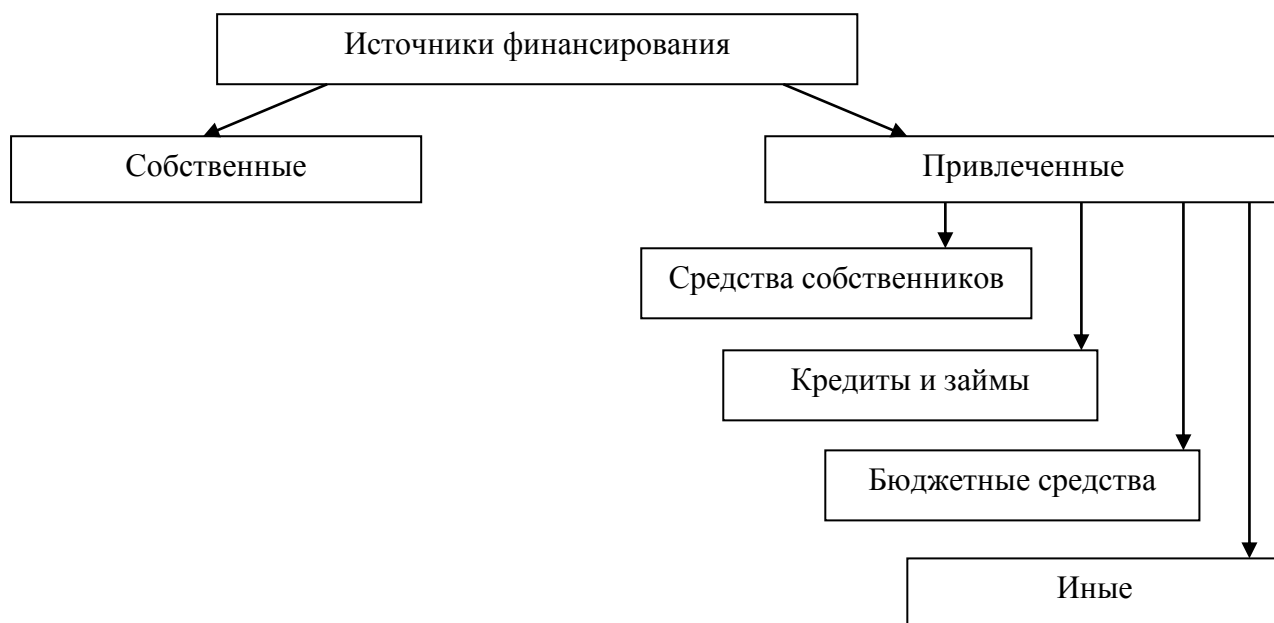 Источники финансирования
Собственные
Привлеченные
Средства собственников
Кредиты и займы
Бюджетные средства
Иные